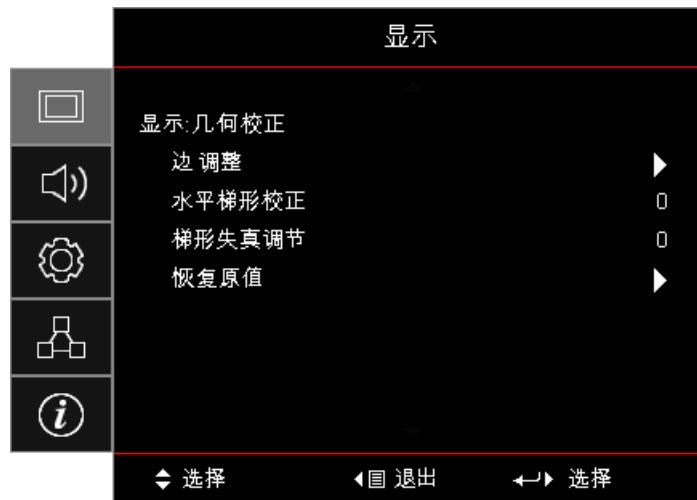 显示
显示:几何校正
边 调整
水平梯形校正 0
梯形失真调节 0
恢复原值
选择 退出 选择